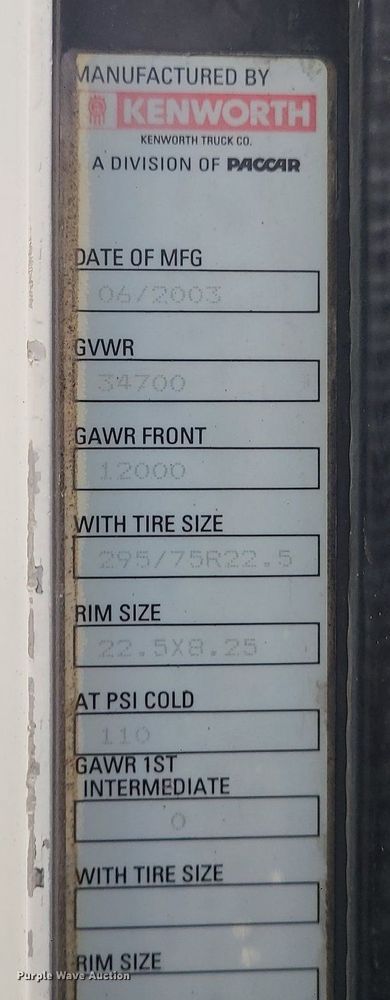 MANUFACTURED BY
KENWORTH
KENWORTH TRUCK CO.
A DIVISION OF PACCAR
DATE OF MFG
06/2003
GVWR
34700
GAWR FRONT
12000
WITH TIRE SIZE
295/75R22.5
RIM SIZE
22.5X8.25
AT PSI COLD
110
GAWR 1ST
INTERMEDIATE
0
WITH TIRE SIZE
RIM SIZE
Purple Wave Auction